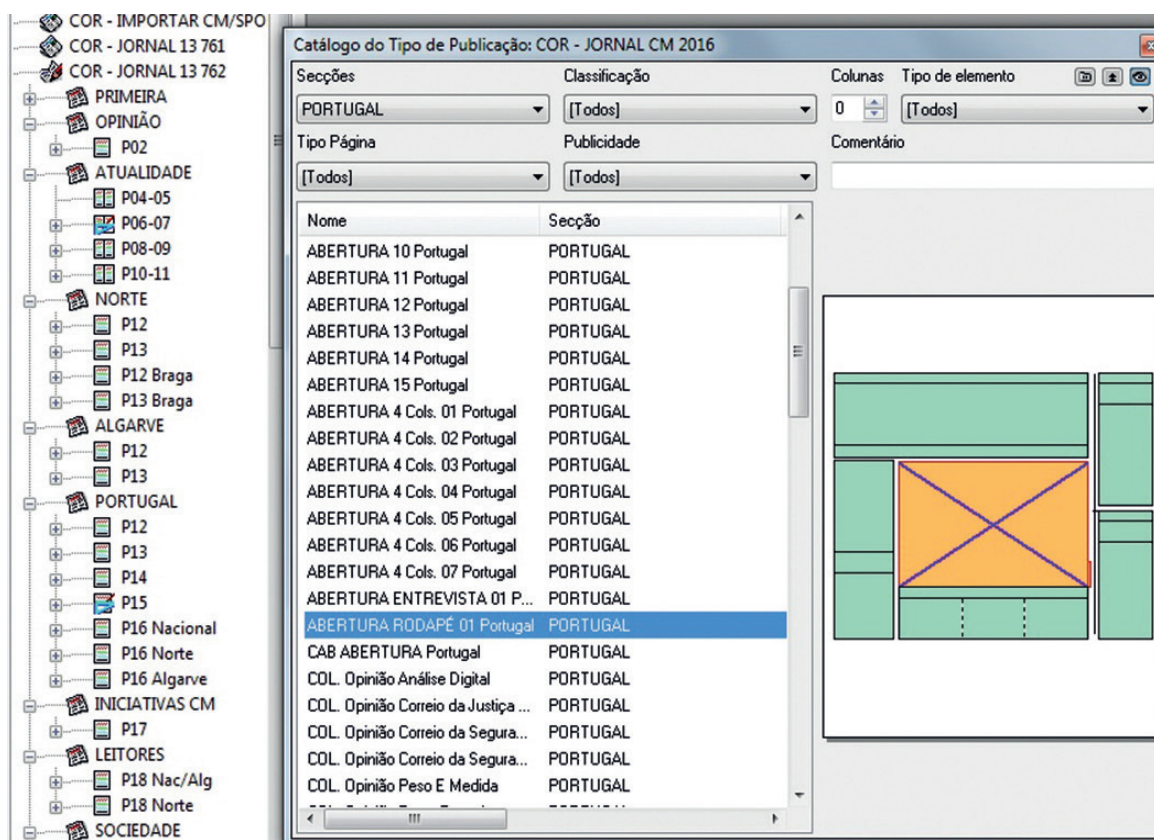 COR - IMPORTAR CM/SPO
COR - JORNAL 13 761
COR - JORNAL 13 762
PRIMEIRA
OPINIÃO
P02
ATUALIDADE
P04-05
P06-07
P08-09
P10-11
NORTE
P12
P13
P12 Braga
P13 Braga
ALGARVE
P12
P13
PORTUGAL
P12
P13
P14
P15
P16 Nacional
P16 Norte
P16 Algarve
INICIATIVAS CM
P17
LEITORES
P18 Nac/Alg
P18 Norte
SOCIEDADE
Catálogo do Tipo de Publicação: COR - JORNAL CM 2016
Secções Classificação Colunas Tipo de elemento
PORTUGAL [Todos] 0 [Todos]
Tipo Página Publicidade Comentário
[Todos] [Todos]
Nome Secção
ABERTURA 10 Portugal PORTUGAL
ABERTURA 11 Portugal PORTUGAL
ABERTURA 12 Portugal PORTUGAL
ABERTURA 13 Portugal PORTUGAL
ABERTURA 14 Portugal PORTUGAL
ABERTURA 15 Portugal PORTUGAL
ABERTURA 4 Cols. 01 Portugal PORTUGAL
ABERTURA 4 Cols. 02 Portugal PORTUGAL
ABERTURA 4 Cols. 03 Portugal PORTUGAL
ABERTURA 4 Cols. 04 Portugal PORTUGAL
ABERTURA 4 Cols. 05 Portugal PORTUGAL
ABERTURA 4 Cols. 06 Portugal PORTUGAL
ABERTURA 4 Cols. 07 Portugal PORTUGAL
ABERTURA ENTREVISTA 01 P... PORTUGAL
ABERTURA RODAPÉ 01 Portugal PORTUGAL
CAB ABERTURA Portugal PORTUGAL
COL. Opinião Análise Digital PORTUGAL
COL. Opinião Correio da Justiça ... PORTUGAL
COL. Opinião Correio da Segura... PORTUGAL
COL. Opinião Correio da Segura... PORTUGAL
COL. Opinião Peso E Medida PORTUGAL